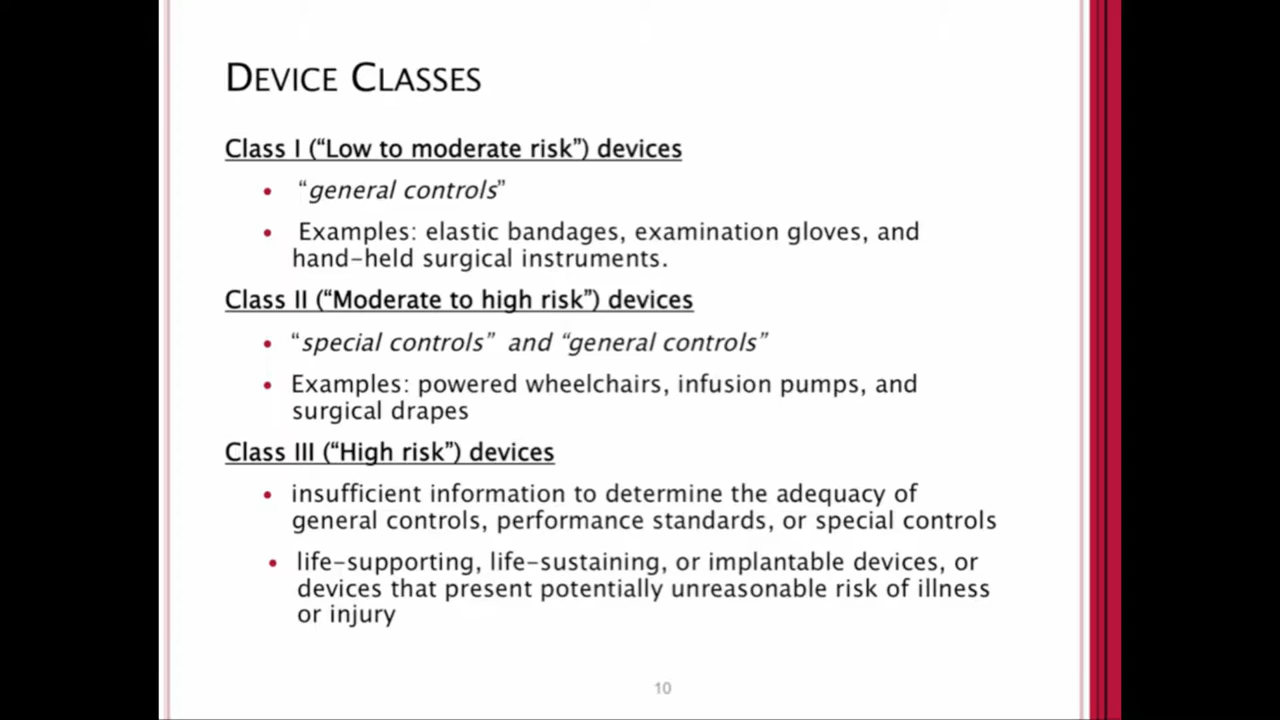 DEVICE CLASSES
Class I (“Low to moderate risk”) devices
• “general controls”
• Examples: elastic bandages, examination gloves, and
hand-held surgical instruments.
Class II (“Moderate to high risk”) devices
• “special controls” and “general controls”
• Examples: powered wheelchairs, infusion pumps, and
surgical drapes
Class III (“High risk”) devices
• insufficient information to determine the adequacy of
general controls, performance standards, or special controls
• life-supporting, life-sustaining, or implantable devices, or
devices that present potentially unreasonable risk of illness
or injury
10